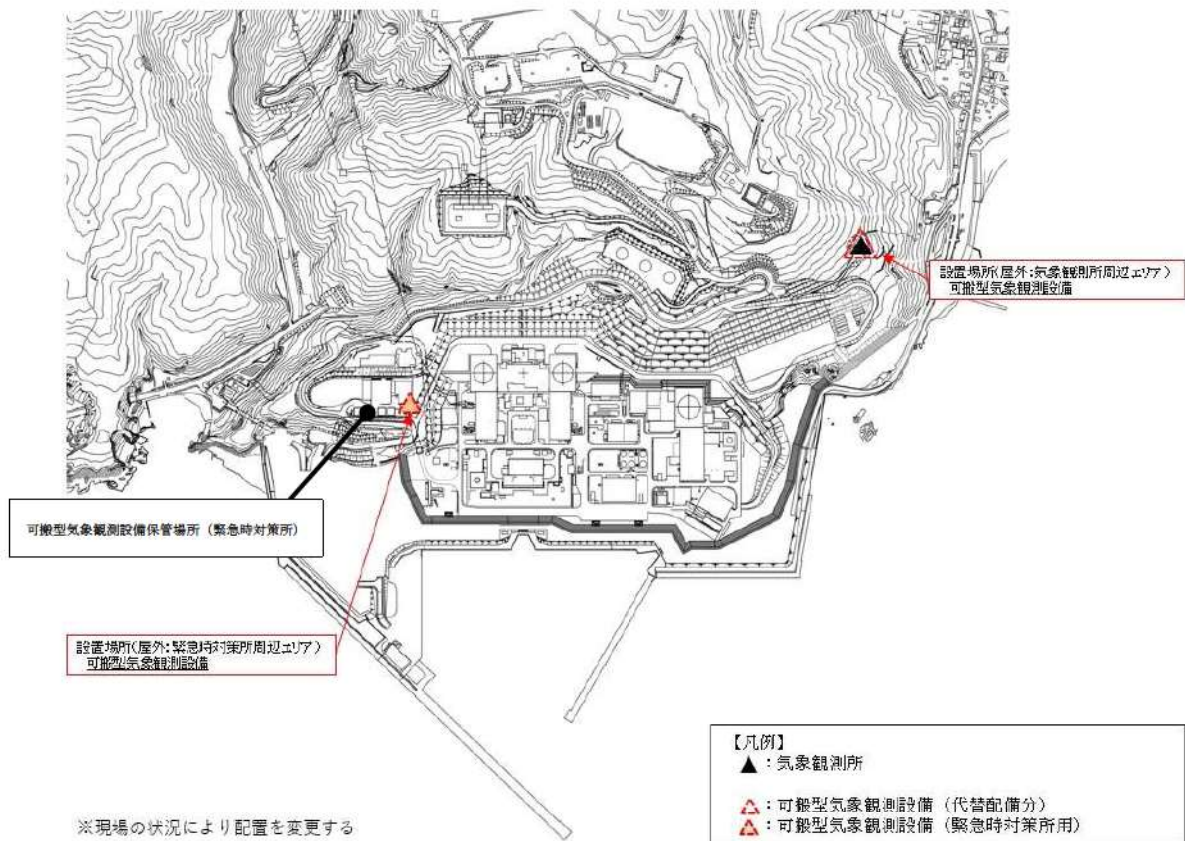 設置場所(屋外:気象観測所周辺エリア)
可搬型気象観測設備
可搬型気象観測設備保管場所(緊急時対策所)
設置場所(屋外:緊急時対策所周辺エリア)
可搬型気象観測設備
【凡例】
▲:気象観測所
:可搬型気象観測設備(代替配備分)
:可搬型気象観測設備(緊急時対策所用)
※現場の状況により配置を変更する